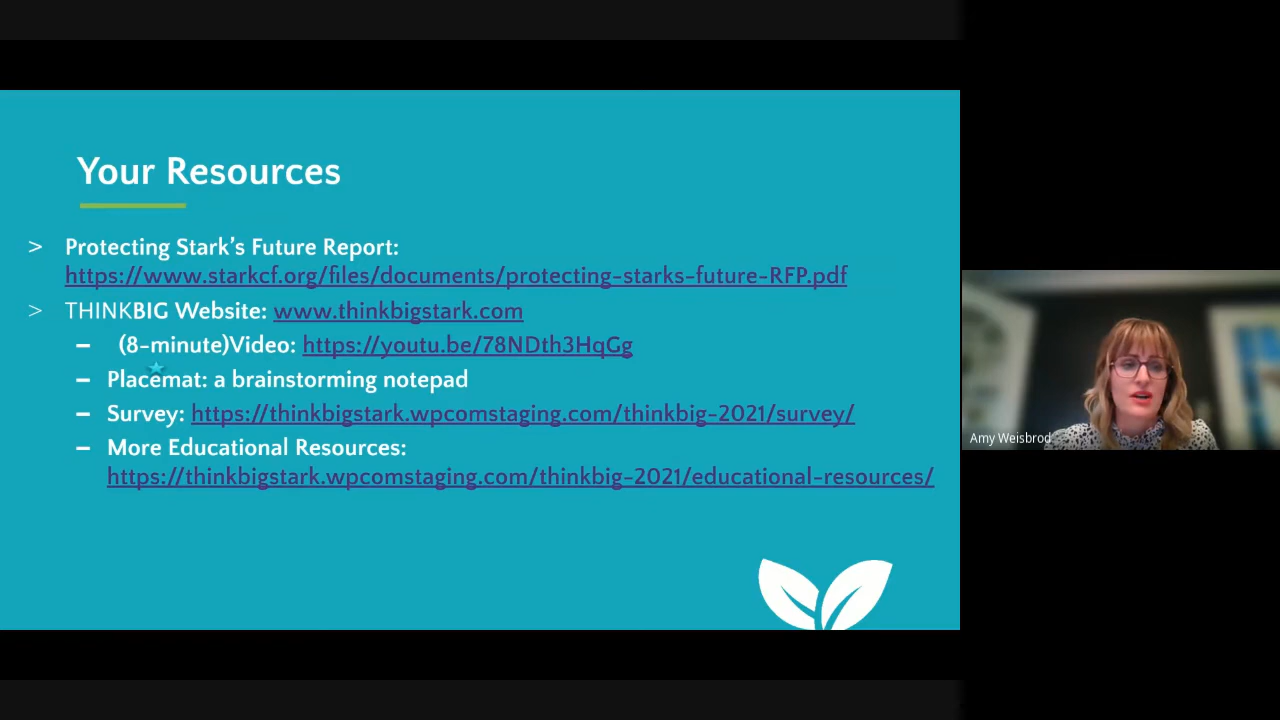 Your Resources
> Protecting Stark's Future Report:
https://www.starkcf.org/files/documents/protecting-starks-future-RFP.pdf
> THINKBIG Website: www.thinkbigstark.com
– (8-minute)Video: https://youtu.be/78NDth3HqGg
– Placemat: a brainstorming notepad
– Survey: https://thinkbigstark.wpcomstaging.com/thinkbig-2021/survey/
– More Educational Resources:
https://thinkbigstark.wpcomstaging.com/thinkbig-2021/educational-resources/
Amy Weisbrod